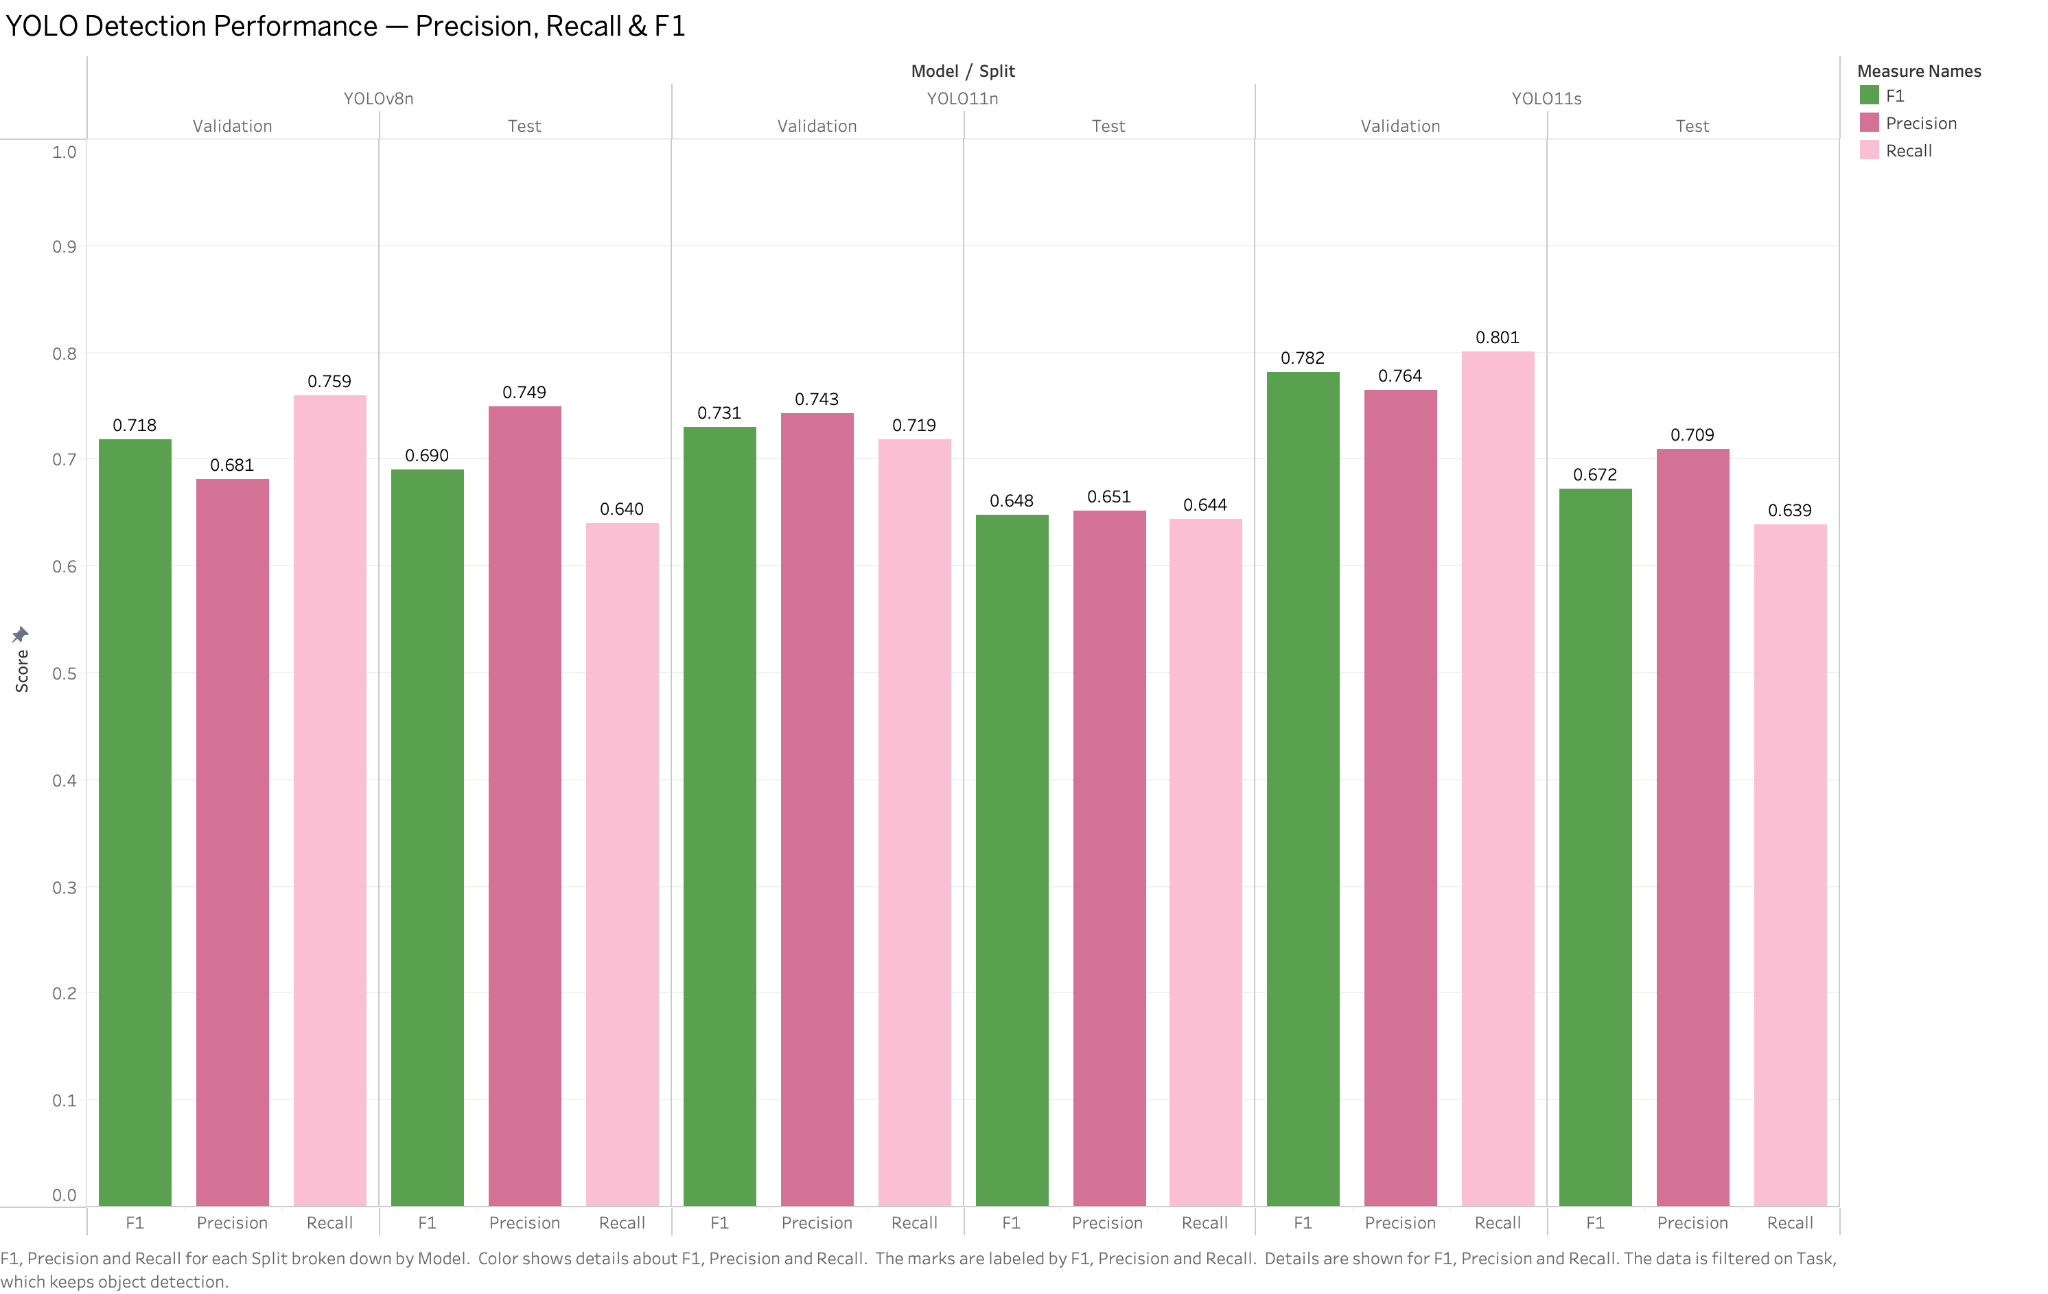 YOLO Detection Performance — Precision, Recall & F1
Model / Split
YOLOv8n YOLO11n YOLO11s
Validation Test Validation Test Validation Test
Measure Names
F1
Precision
Recall
Score
1.0
0.9
0.8
0.7
0.6
0.5
0.4
0.3
0.2
0.1
0.0
0.718 0.681 0.759 0.690 0.749 0.640 0.731 0.743 0.719 0.648 0.651 0.644 0.782 0.764 0.801 0.672 0.709 0.639
F1 Precision Recall F1 Precision Recall F1 Precision Recall F1 Precision Recall F1 Precision Recall F1 Precision Recall
F1, Precision and Recall for each Split broken down by Model. Color shows details about F1, Precision and Recall. The marks are labeled by F1, Precision and Recall. Details are shown for F1, Precision and Recall. The data is filtered on Task,
which keeps object detection.